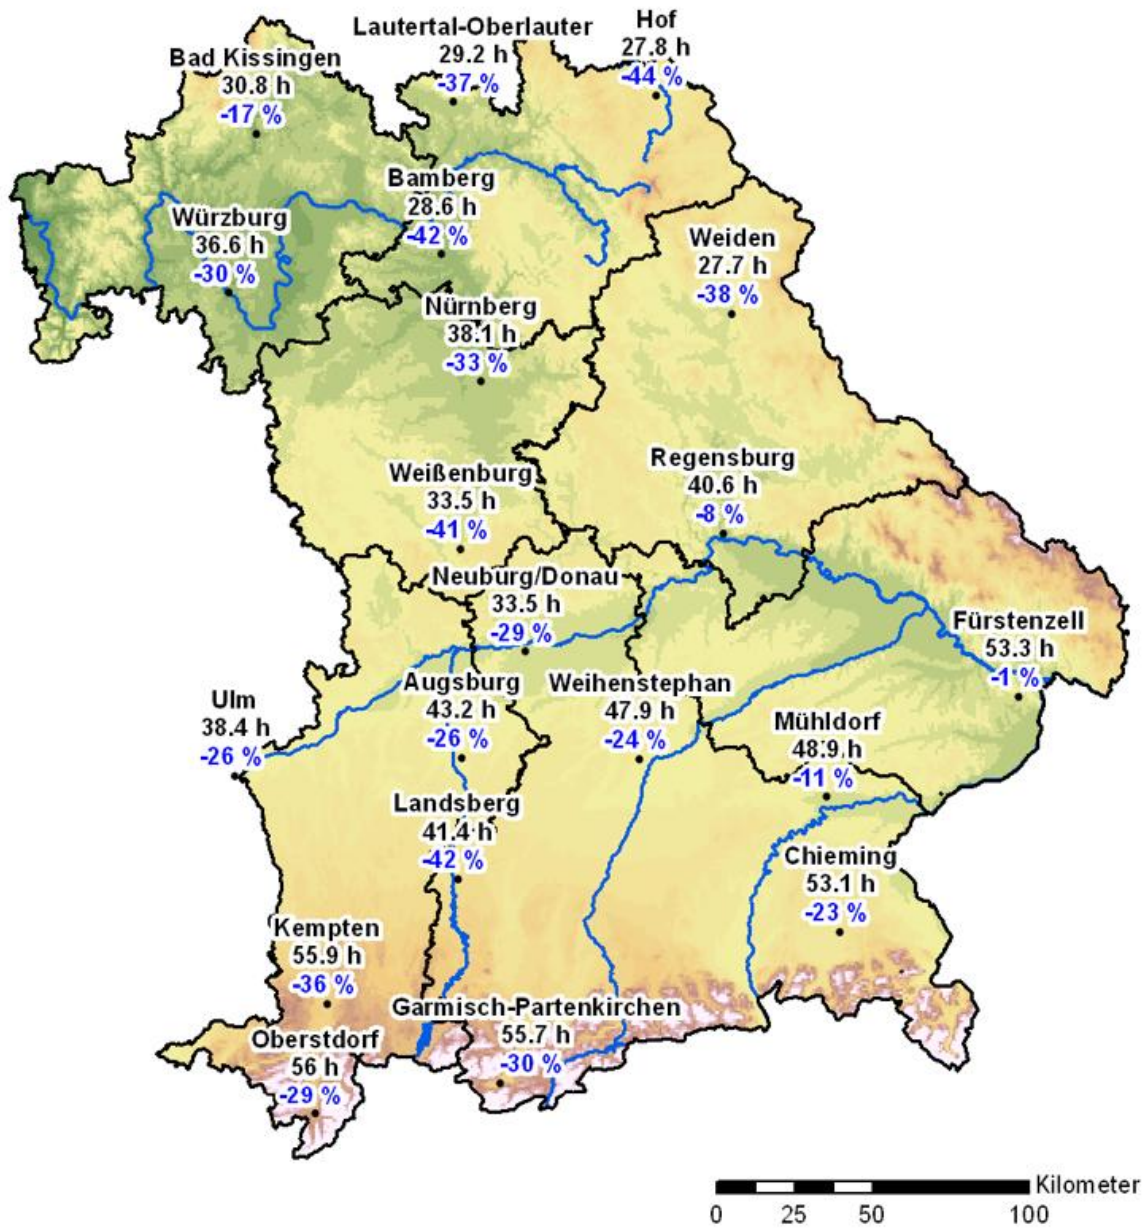 Lautertal-Oberlauter
29.2 h
-37 %
Hof
27.8 h
-44 %
Bad Kissingen
30.8 h
-17 %
Bamberg
28.6 h
-42 %
Würzburg
36.6 h
-30 %
Weiden
27.7 h
-38 %
Nürnberg
38.1 h
-33 %
Weißenburg
33.5 h
-41 %
Regensburg
40.6 h
-8 %
Neuburg/Donau
33.5 h
-29 %
Fürstenzell
53.3 h
-1 %
Ulm
38.4 h
-26 %
Augsburg
43.2 h
-26 %
Weihenstephan
47.9 h
-24 %
Mühldorf
48.9 h
-11 %
Landsberg
41.4 h
-42 %
Chieming
53.1 h
-23 %
Kempten
55.9 h
-36 %
Garmisch-Partenkirchen
55.7 h
-30 %
Oberstdorf
56 h
-29 %
Kilometer
0 25 50 100